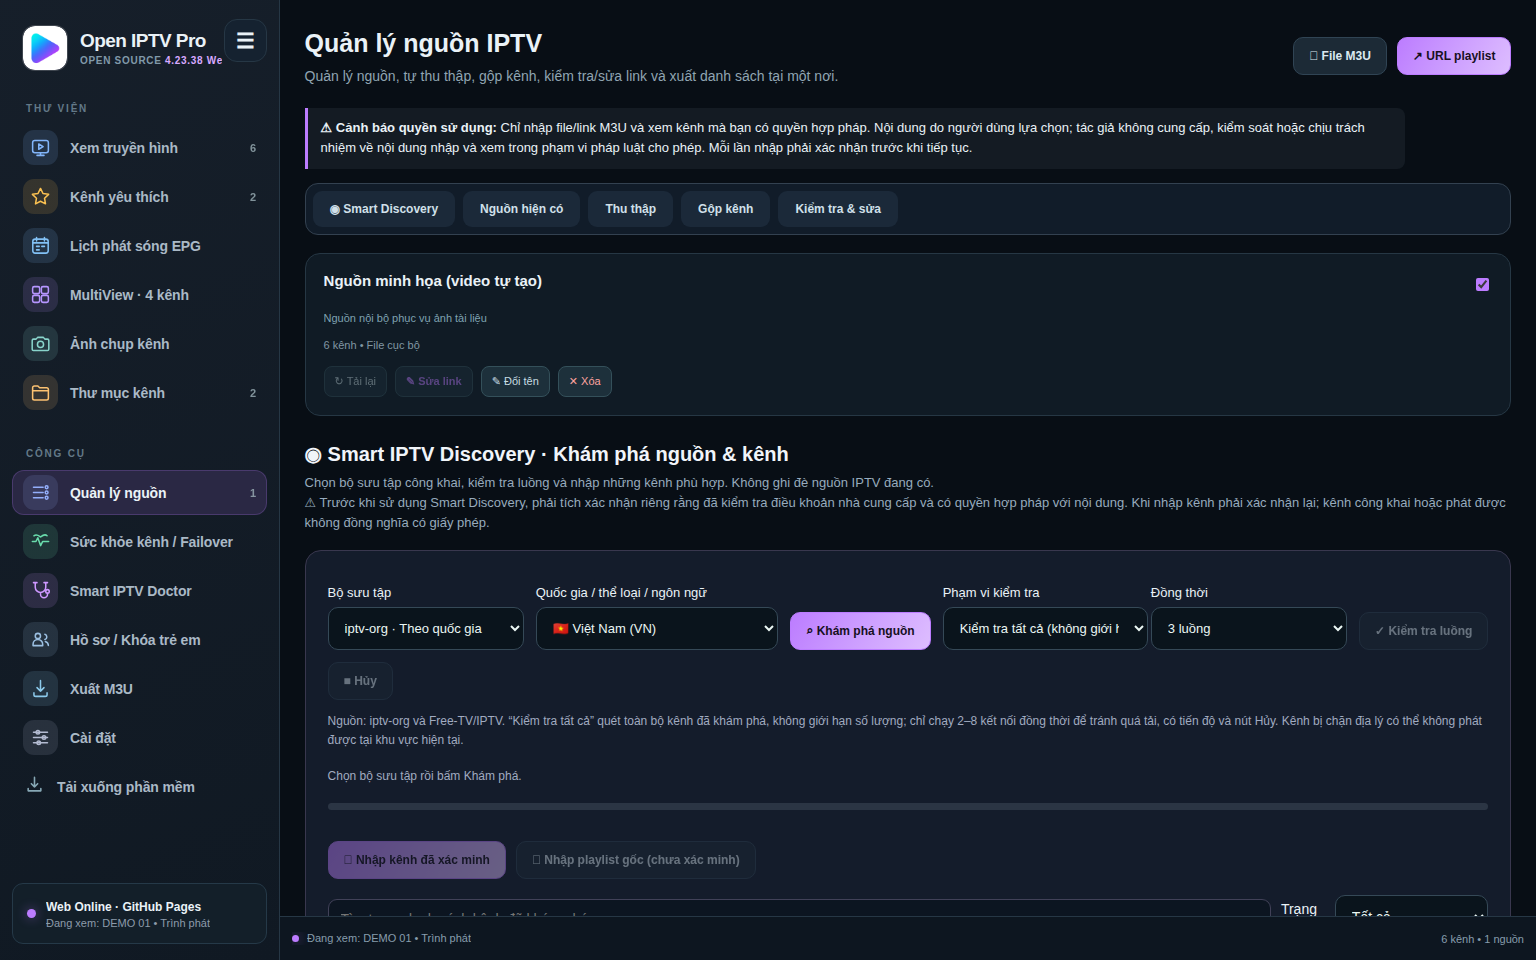 Open IPTV Pro
OPEN SOURCE 4.23.38 We
☰
THƯ VIỆN
Xem truyền hình 6
Kênh yêu thích 2
Lịch phát sóng EPG
MultiView · 4 kênh
Ảnh chụp kênh
Thư mục kênh 2
CÔNG CỤ
Quản lý nguồn 1
Sức khỏe kênh / Failover
Smart IPTV Doctor
Hồ sơ / Khóa trẻ em
Xuất M3U
Cài đặt
Tải xuống phần mềm
Web Online · GitHub Pages
Đang xem: DEMO 01 • Trình phát
Quản lý nguồn IPTV
Quản lý nguồn, tự thu thập, gộp kênh, kiểm tra/sửa link và xuất danh sách tại một nơi.
File M3U
↗ URL playlist
⚠ Cảnh báo quyền sử dụng: Chỉ nhập file/link M3U và xem kênh mà bạn có quyền hợp pháp. Nội dung do người dùng lựa chọn; tác giả không cung cấp, kiểm soát hoặc chịu trách
nhiệm về nội dung nhập và xem trong phạm vi pháp luật cho phép. Mỗi lần nhập phải xác nhận trước khi tiếp tục.
◉ Smart Discovery
Nguồn hiện có
Thu thập
Gộp kênh
Kiểm tra & sửa
Nguồn minh họa (video tự tạo)
Nguồn nội bộ phục vụ ảnh tài liệu
6 kênh • File cục bộ
↻ Tải lại
✎ Sửa link
✎ Đổi tên
✕ Xóa
◉ Smart IPTV Discovery · Khám phá nguồn & kênh
Chọn bộ sưu tập công khai, kiểm tra luồng và nhập những kênh phù hợp. Không ghi đè nguồn IPTV đang có.
⚠ Trước khi sử dụng Smart Discovery, phải tích xác nhận riêng rằng đã kiểm tra điều khoản nhà cung cấp và có quyền hợp pháp với nội dung. Khi nhập kênh phải xác nhận lại; kênh công khai hoặc phát được
không đồng nghĩa có giấy phép.
Bộ sưu tập
Quốc gia / thể loại / ngôn ngữ
Phạm vi kiểm tra
Đồng thời
iptv-org · Theo quốc gia
🇻🇳 Việt Nam (VN)
⌕ Khám phá nguồn
Kiểm tra tất cả (không giới h
3 luồng
✓ Kiểm tra luồng
■ Hủy
Nguồn: iptv-org và Free-TV/IPTV. “Kiểm tra tất cả” quét toàn bộ kênh đã khám phá, không giới hạn số lượng; chỉ chạy 2–8 kết nối đồng thời để tránh quá tải, có tiến độ và nút Hủy. Kênh bị chặn địa lý có thể không phát
được tại khu vực hiện tại.
Chọn bộ sưu tập rồi bấm Khám phá.
Nhập kênh đã xác minh
Nhập playlist gốc (chưa xác minh)
Trạng
Tất cả
Đang xem: DEMO 01 • Trình phát
6 kênh • 1 nguồn